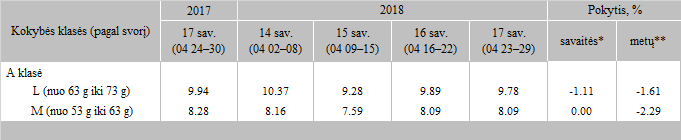 Kokybės klasės (pagal svorį) 2017 2018 Pokytis, %
17 sav. (04 24–30) 14 sav. (04 02–08) 15 sav. (04 09–15) 16 sav. (04 16–22) 17 sav. (04 23–29) savaitės* metų**
A klasė
L (nuo 63 g iki 73 g) 9.94 10.37 9.28 9.89 9.78 -1.11 -1.61
M (nuo 53 g iki 63 g) 8.28 8.16 7.59 8.09 8.09 0.00 -2.29